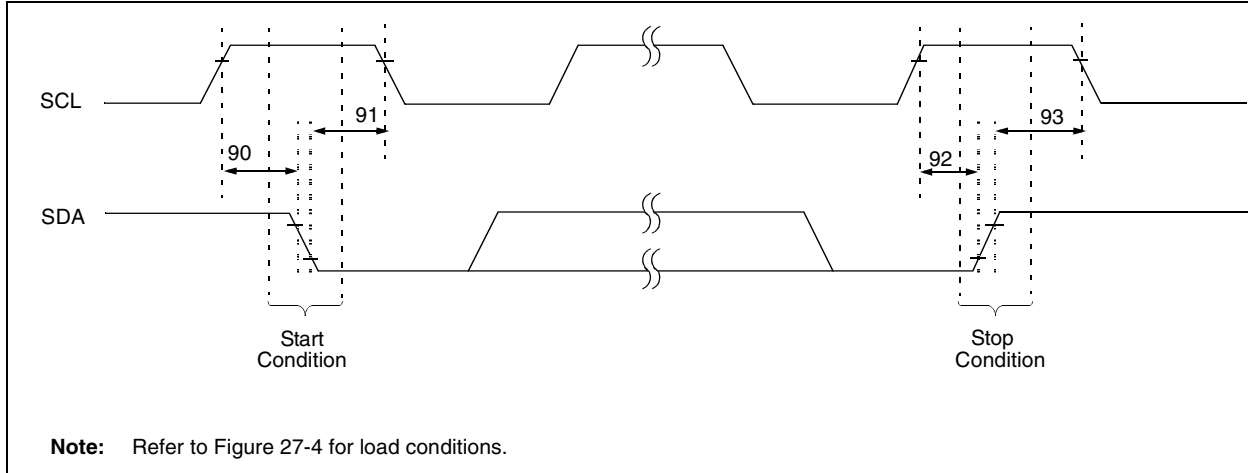 SCL
91
93
90
92
SDA
Start
Condition
Stop
Condition
Note: Refer to Figure 27-4 for load conditions.